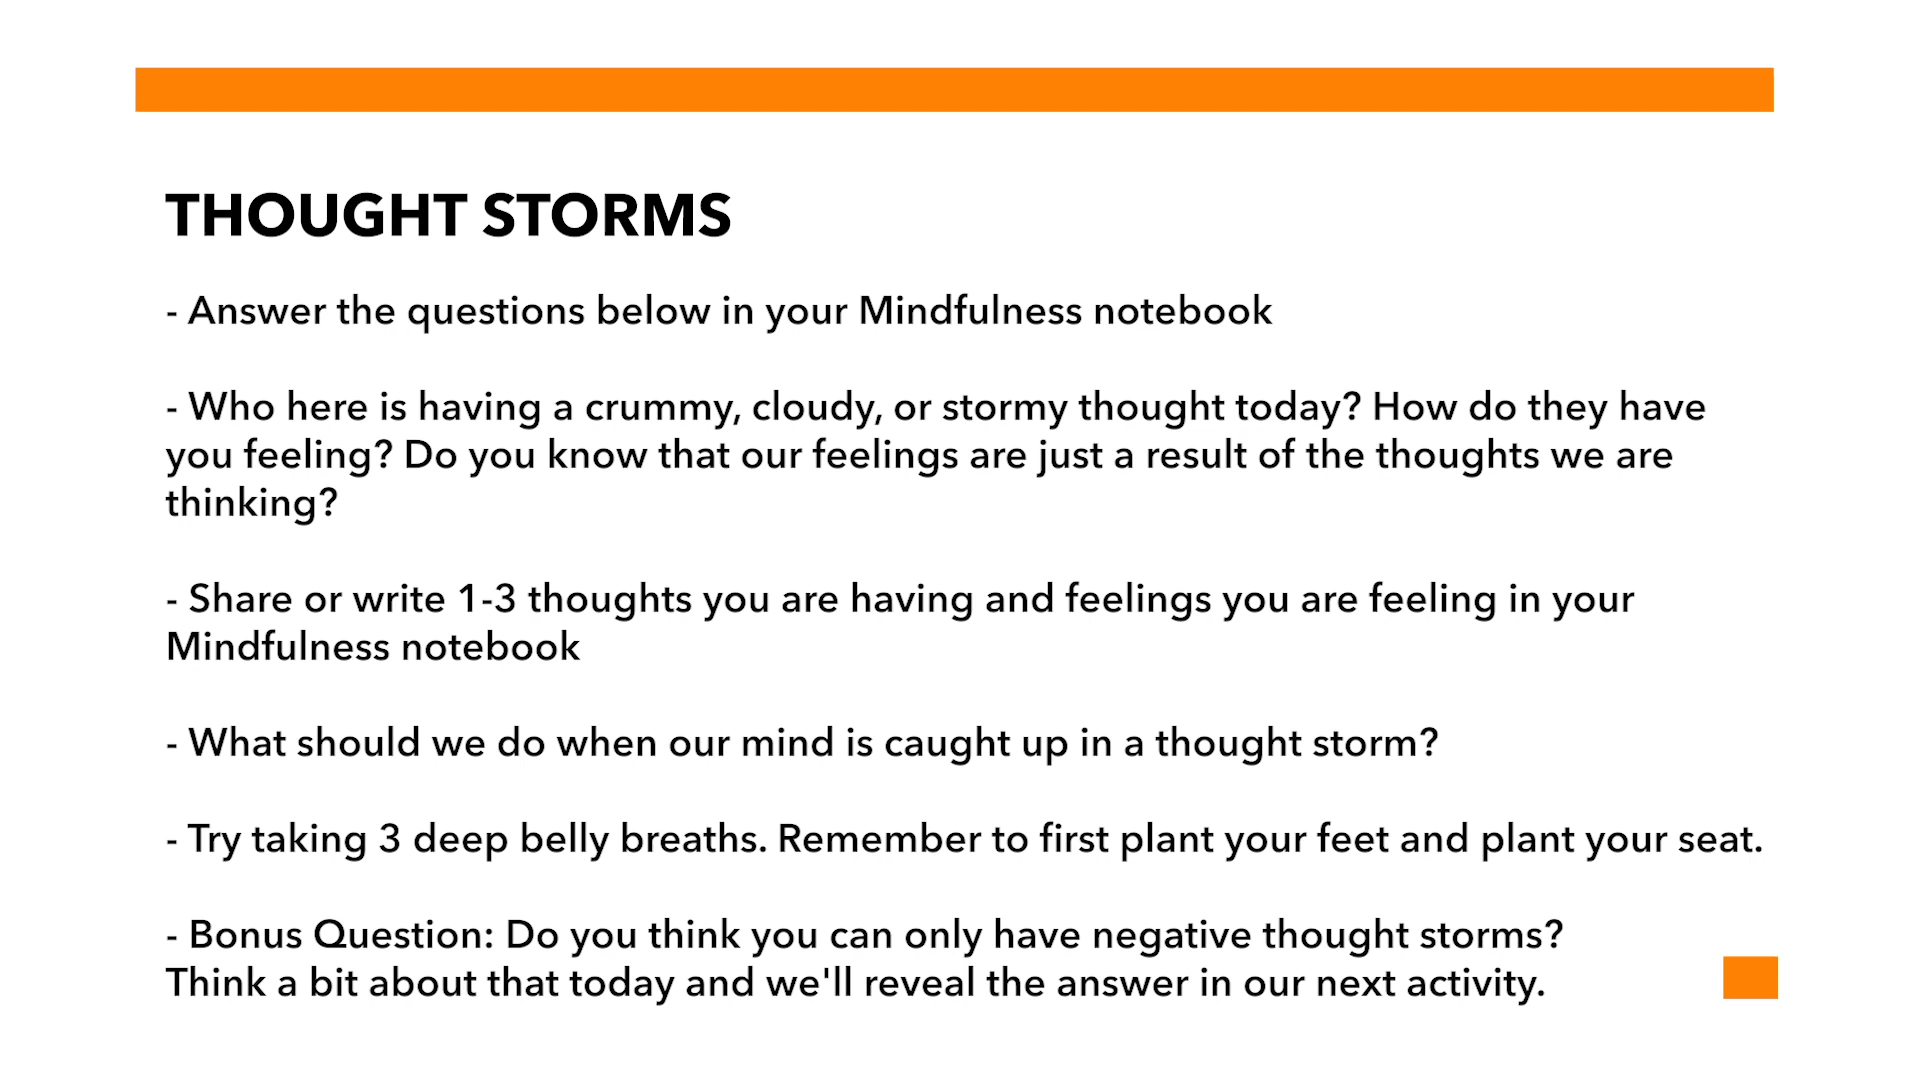 THOUGHT STORMS
- Answer the questions below in your Mindfulness notebook
- Who here is having a crummy, cloudy, or stormy thought today? How do they have
you feeling? Do you know that our feelings are just a result of the thoughts we are
thinking?
- Share or write 1-3 thoughts you are having and feelings you are feeling in your
Mindfulness notebook
- What should we do when our mind is caught up in a thought storm?
- Try taking 3 deep belly breaths. Remember to first plant your feet and plant your seat.
- Bonus Question: Do you think you can only have negative thought storms?
Think a bit about that today and we'll reveal the answer in our next activity.